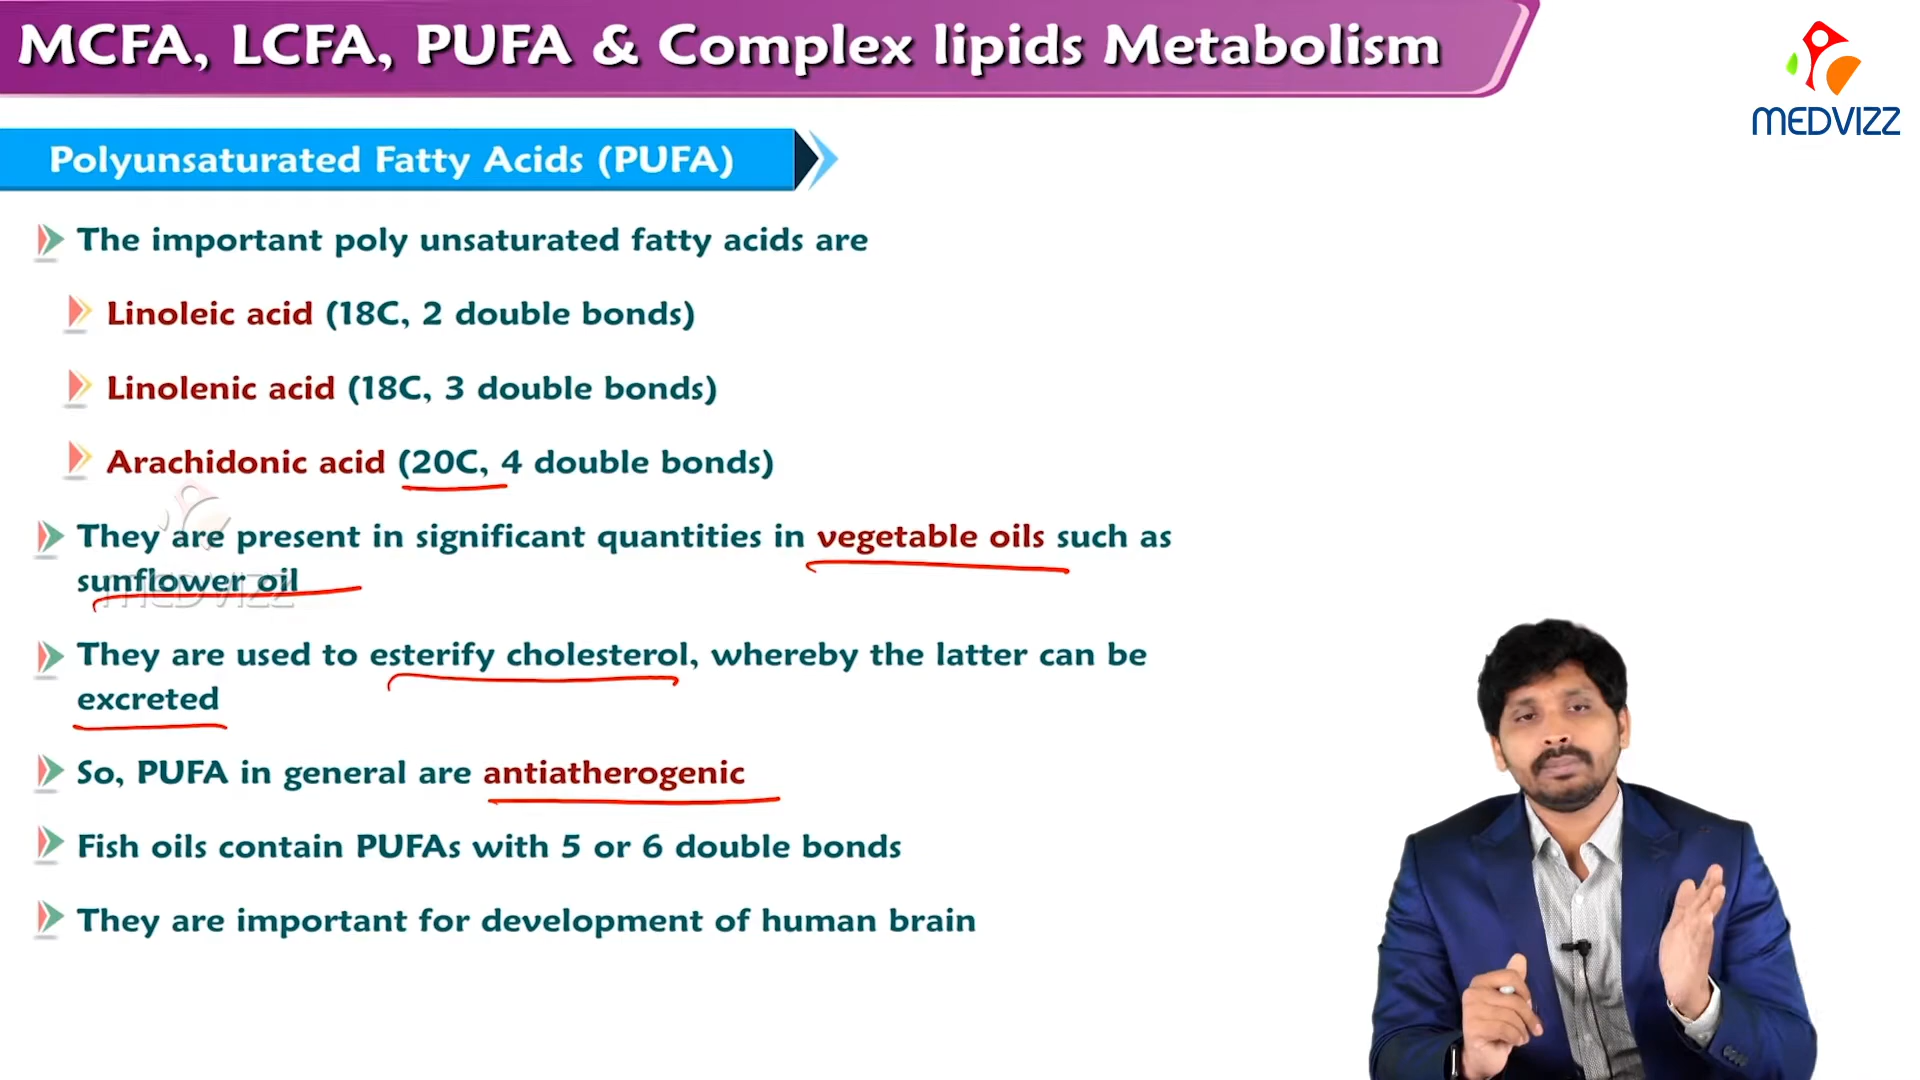 MCFA, LCFA, PUFA & Complex lipids Metabolism
MEDVIZZ
Polyunsaturated Fatty Acids (PUFA)
The important poly unsaturated fatty acids are
Linoleic acid (18C, 2 double bonds)
Linolenic acid (18C, 3 double bonds)
Arachidonic acid (20C, 4 double bonds)
They are present in significant quantities in vegetable oils such as
sunflower oil
MEDVIZZ
They are used to esterify cholesterol, whereby the latter can be
excreted
So, PUFA in general are antiatherogenic
Fish oils contain PUFAs with 5 or 6 double bonds
They are important for development of human brain